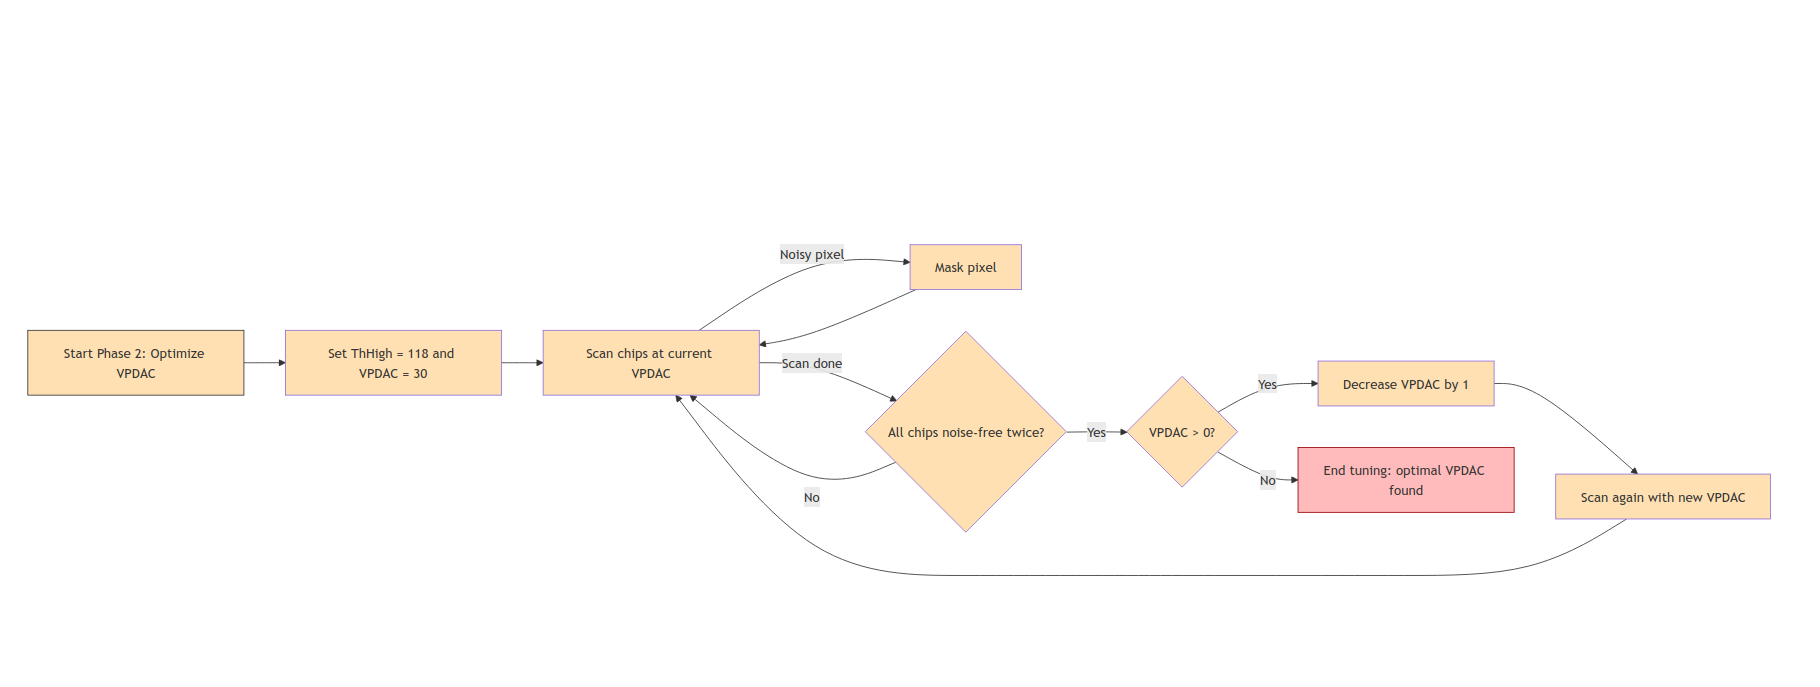 Start Phase 2: Optimize
VPDAC
Set ThHigh = 118 and
VPDAC = 30
Scan chips at current
VPDAC
Noisy pixel
Mask pixel
Scan done
All chips noise-free twice?
No
Yes
VPDAC > 0?
Yes
Decrease VPDAC by 1
No
End tuning: optimal VPDAC
found
Scan again with new VPDAC